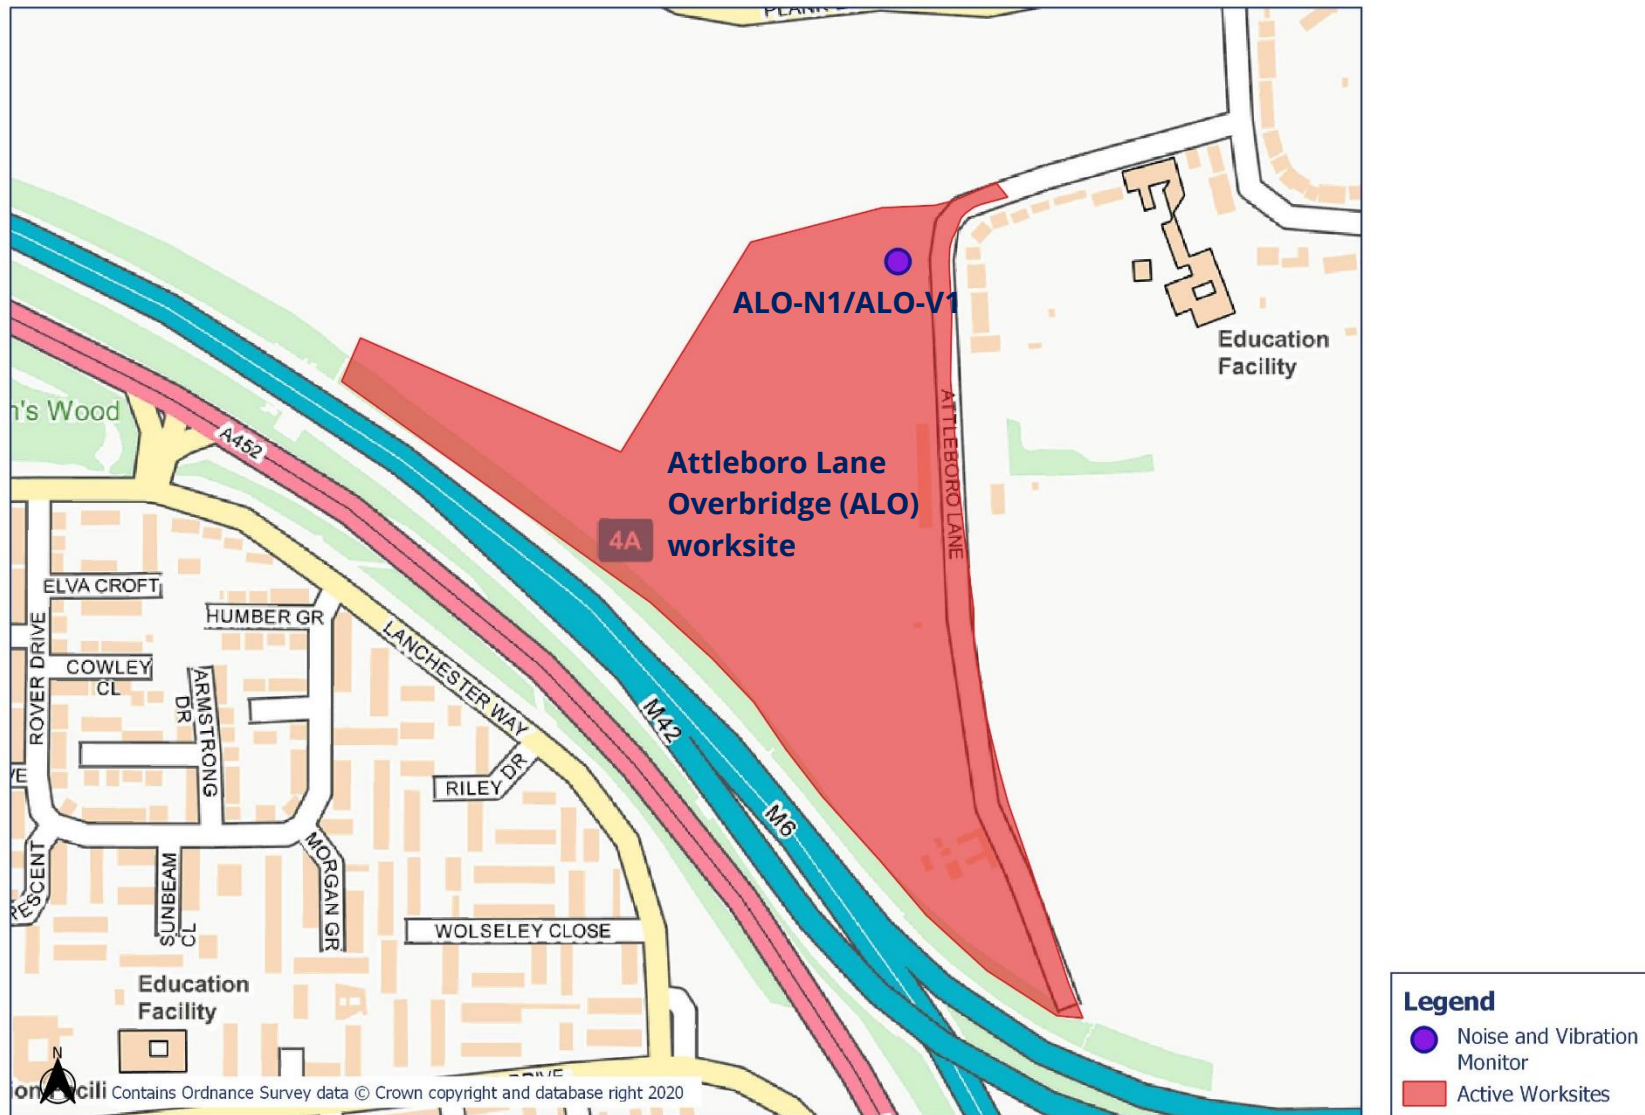 PLANK
ALO-N1/ALO-V1
Education
Facility
n's Wood
A452
ATTLEBORO LANE
Attleboro Lane
Overbridge (ALO)
worksite
4A
ELVA CROFT
HUMBER GR
ROVER DRIVE
COWLEY
CL
ARMSTRONG
DR
LANCHESTER WAY
M42
RILEY DR
M6
MORGAN GR
SUNBEAM
CL
WOLSELEY CLOSE
Education
Facility
N
DRIVE
Contains Ordnance Survey data © Crown copyright and database right 2020
Legend
Noise and Vibration
Monitor
Active Worksites